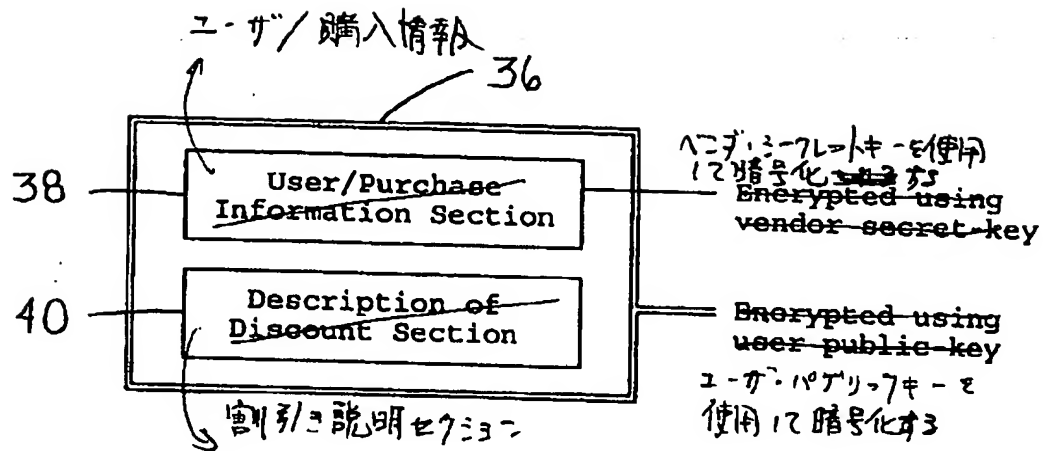 ユーザ/購入情報
36
ベンダ・シークレットキーを使用
して暗号化する
38
User/Purchase
Information Section
Encrypted using
vendor secret-key
40
Description of
Discount Section
Encrypted using
user public-key
ユーザ・パブリックキーを
使用して暗号化する
割引き説明セクション